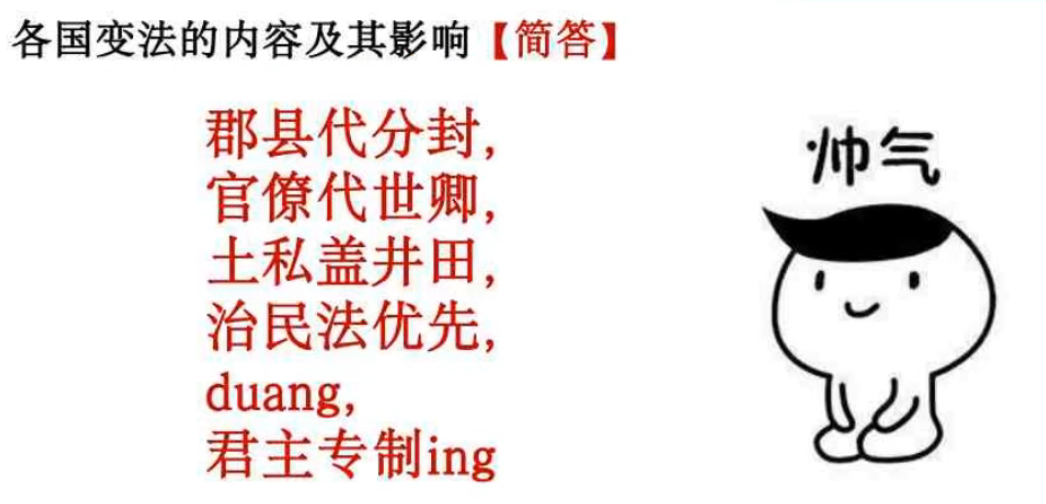 各国变法的内容及其影响【简答】
郡县代分封,
官僚代世卿,
土私盖井田,
治民法优先,
duang,
君主专制ing
帅气